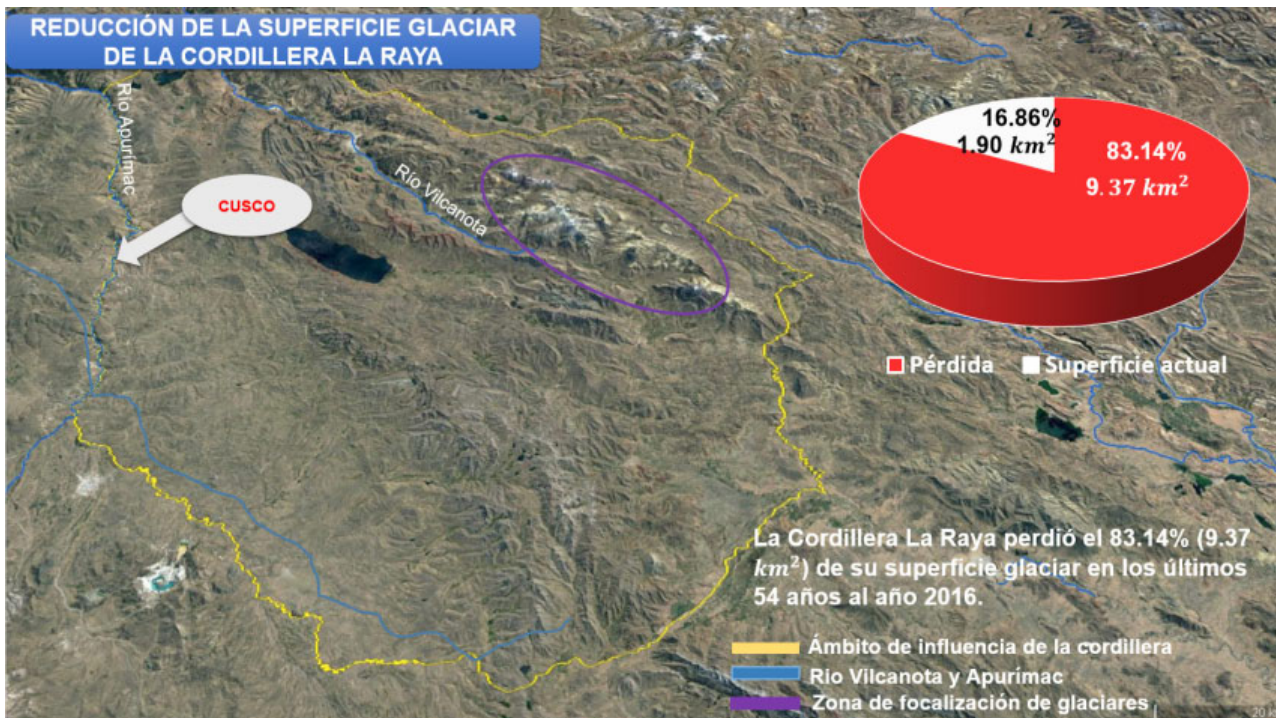 REDUCCIÓN DE LA SUPERFICIE GLACIAR
DE LA CORDILLERA LA RAYA
Rio Apurímac
CUSCO
Río Vilcanota
16.86%
1.90 km²
83.14%
9.37 km²
Pérdida
Superficie actual
La Cordillera La Raya perdió el 83.14% (9.37
km²) de su superficie glaciar en los últimos
54 años al año 2016.
Ámbito de influencia de la cordillera
Rio Vilcanota y Apurímac
Zona de focalización de glaciares